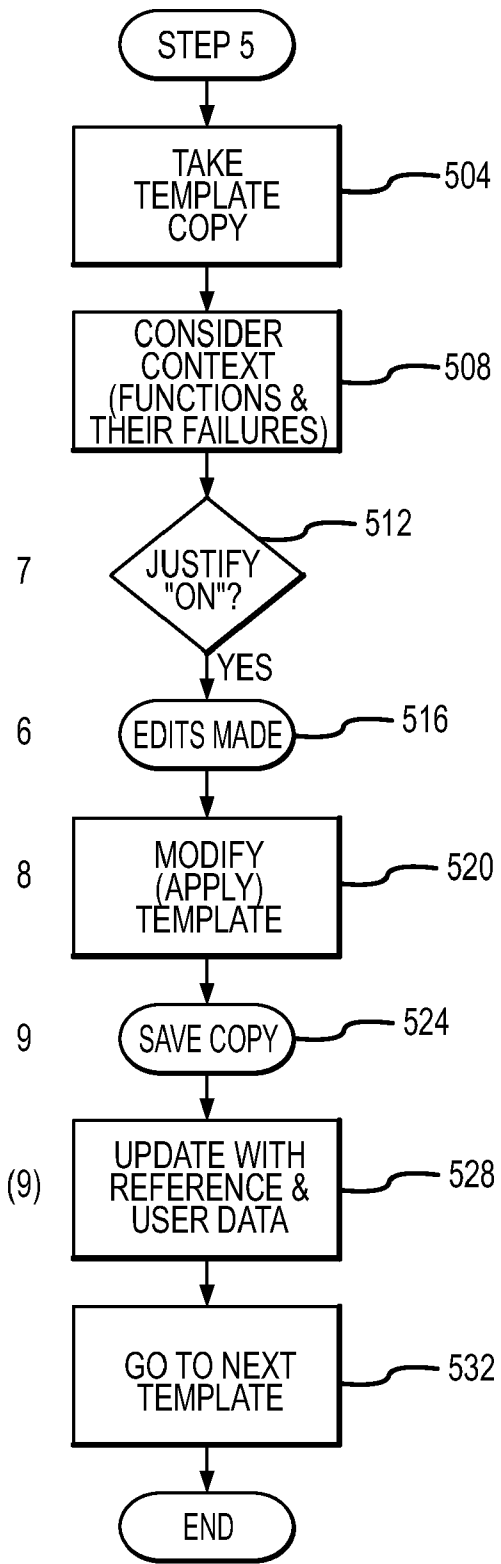 STEP 5
TAKE
TEMPLATE
COPY
504
CONSIDER
CONTEXT
(FUNCTIONS &
THEIR FAILURES)
508
512
7
JUSTIFY
"ON"?
YES
6
EDITS MADE
516
8
MODIFY
(APPLY)
TEMPLATE
520
9
SAVE COPY
524
(9)
UPDATE WITH
REFERENCE &
USER DATA
528
GO TO NEXT
TEMPLATE
532
END